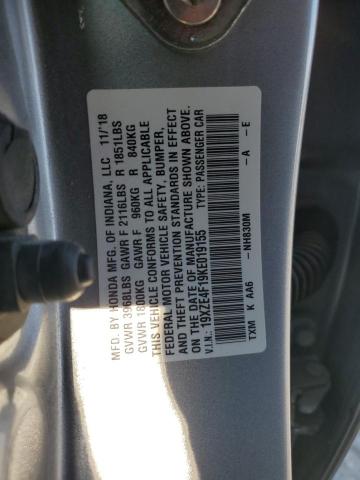 MFD. BY HONDA MFG. OF INDIANA, LLC 11/'18
GVWR 3968LBS GAWR F 2116LBS R 1851LBS
GVWR 1800KG GAWR F 960KG R 840KG
THIS VEHICLE CONFORMS TO ALL APPLICABLE
FEDERAL MOTOR VEHICLE SAFETY, BUMPER,
AND THEFT PREVENTION STANDARDS IN EFFECT
ON THE DATE OF MANUFACTURE SHOWN ABOVE.
V.I.N.: 19XZE4F19KE019155 TYPE: PASSENGER CAR
TXM K AA6 -NH830M -A -E